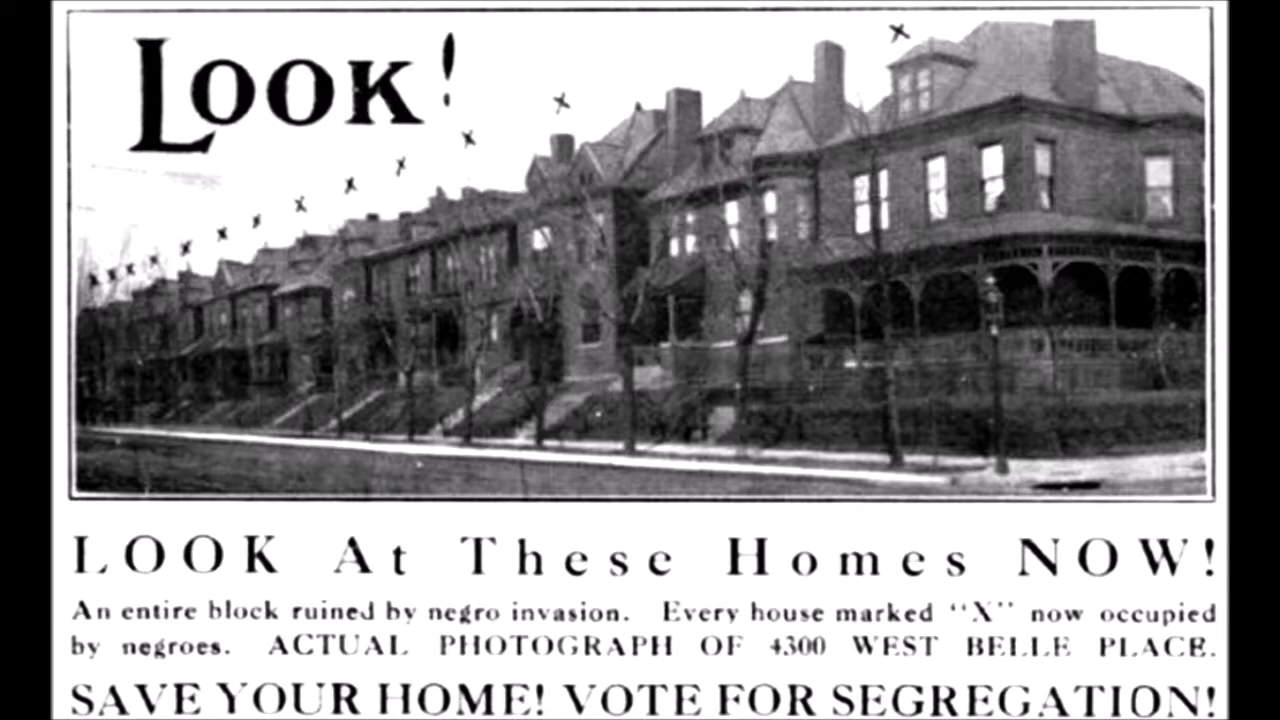 LOOK!
LOOK At These Homes NOW!
An entire block ruined by negro invasion. Every house marked "X" now occupied
by negroes. ACTUAL PHOTOGRAPH OF 4300 WEST BELLE PLACE.
SAVE YOUR HOME! VOTE FOR SEGREGATION!